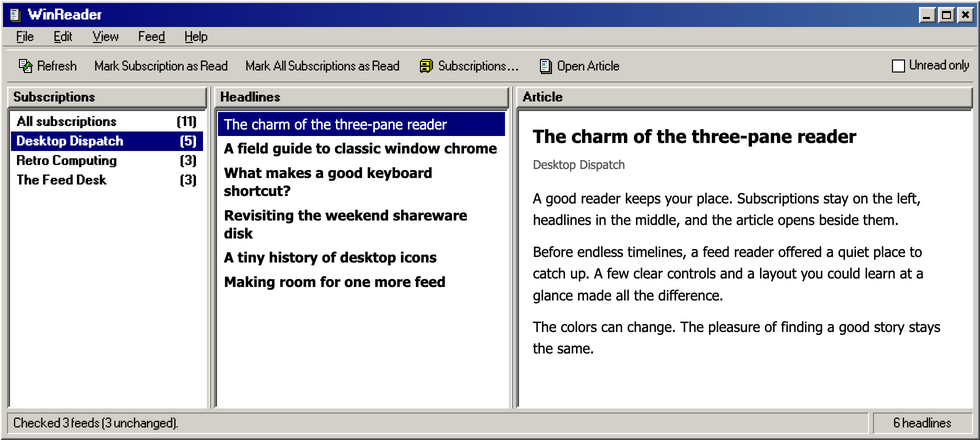 WinReader
File Edit View Feed Help
Refresh Mark Subscription as Read Mark All Subscriptions as Read Subscriptions... Open Article Unread only
Subscriptions
All subscriptions (11)
Desktop Dispatch (5)
Retro Computing (3)
The Feed Desk (3)
Headlines
The charm of the three-pane reader
A field guide to classic window chrome
What makes a good keyboard
shortcut?
Revisiting the weekend shareware
disk
A tiny history of desktop icons
Making room for one more feed
Article
The charm of the three-pane reader
Desktop Dispatch
A good reader keeps your place. Subscriptions stay on the left,
headlines in the middle, and the article opens beside them.
Before endless timelines, a feed reader offered a quiet place to
catch up. A few clear controls and a layout you could learn at a
glance made all the difference.
The colors can change. The pleasure of finding a good story stays
the same.
Checked 3 feeds (3 unchanged).
6 headlines